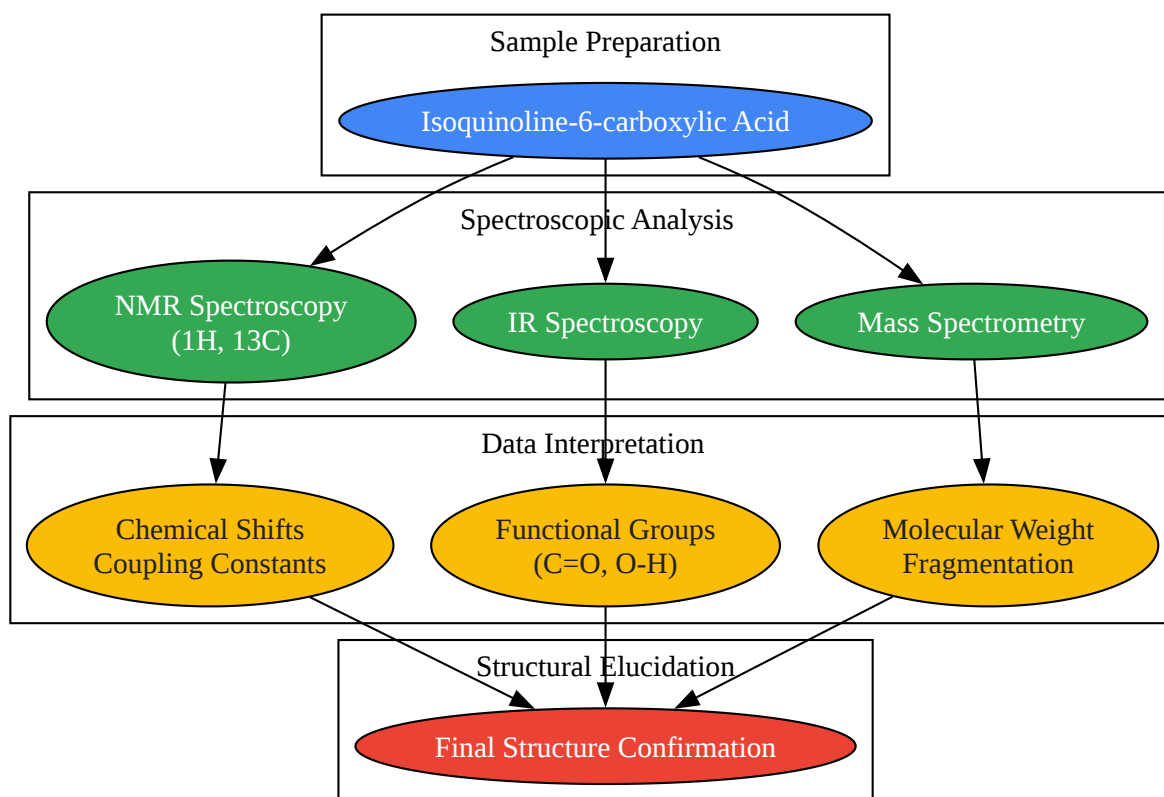 Sample Preparation
Isoquinoline-6-carboxylic Acid
Spectroscopic Analysis
NMR Spectroscopy
(1H, 13C)
IR Spectroscopy
Mass Spectrometry
Data Interpretation
Chemical Shifts
Coupling Constants
Functional Groups
(C=O, O-H)
Molecular Weight
Fragmentation
Structural Elucidation
Final Structure Confirmation